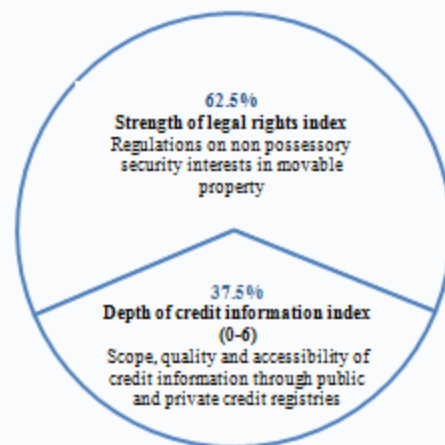 62.5%
Strength of legal rights index
Regulations on non possessory
security interests in movable
property
37.5%
Depth of credit information index
(0-6)
Scope, quality and accessibility of
credit information through public
and private credit registries